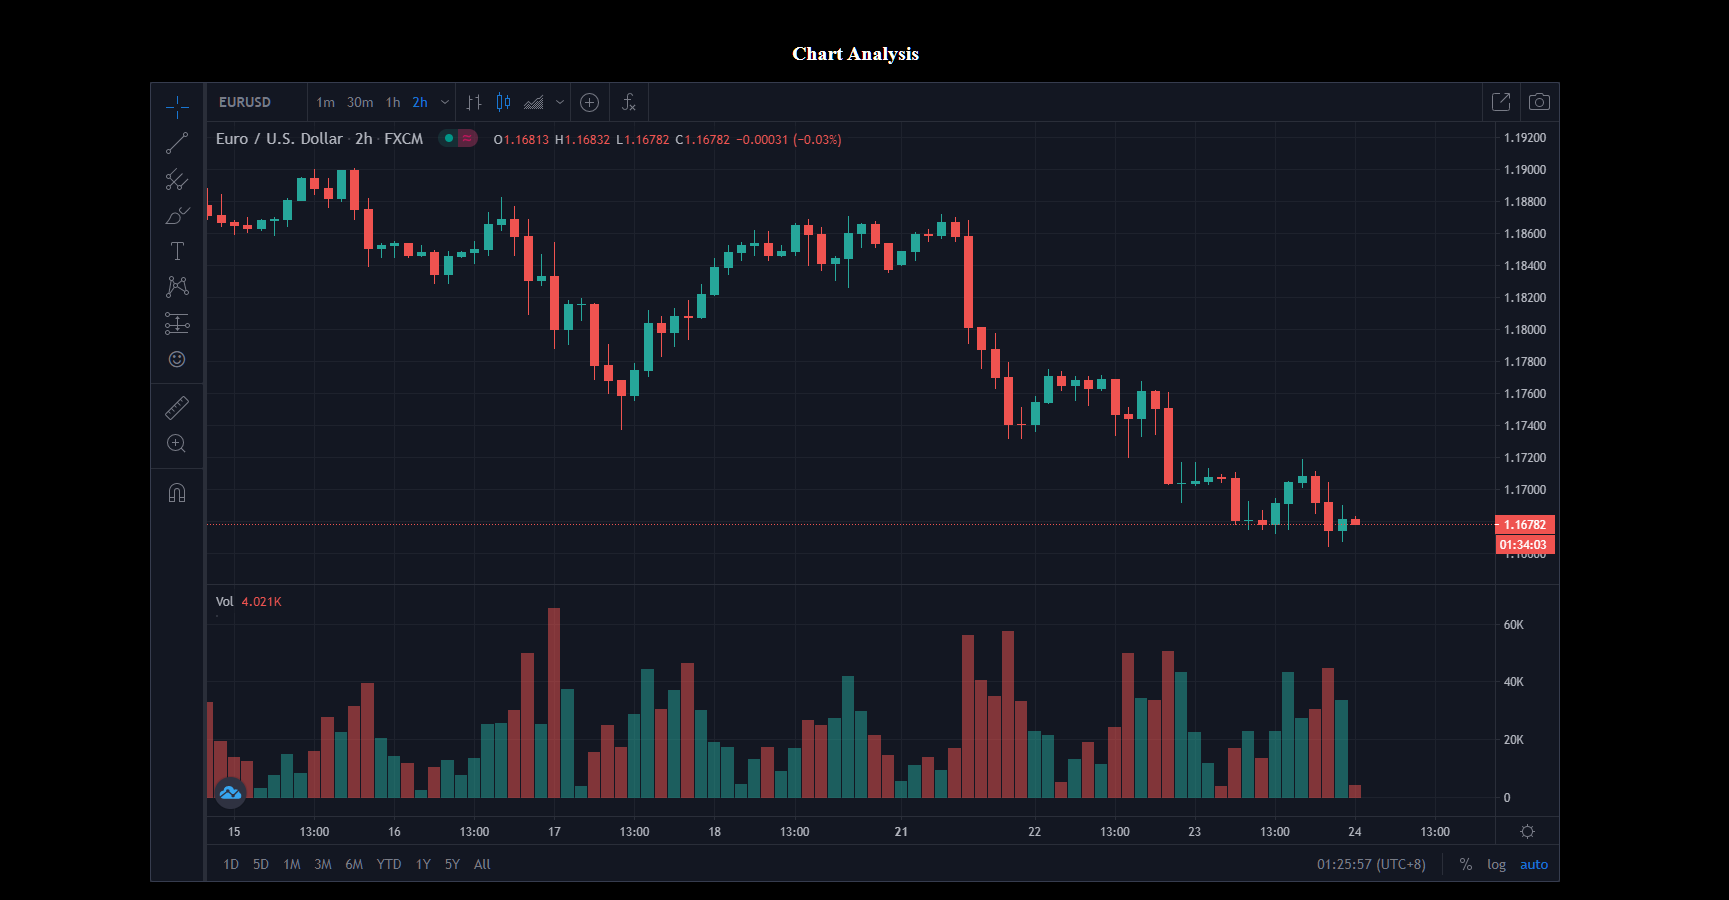 Chart Analysis
EURUSD 1m 30m 1h 2h
Euro / U.S. Dollar · 2h · FXCM O1.16813 H1.16832 L1.16782 C1.16782 −0.00031 (−0.03%)
1.19200
1.19000
1.18800
1.18600
1.18400
1.18200
1.18000
1.17800
1.17600
1.17400
1.17200
1.17000
1.16782
01:34:03
Vol 4.021K
60K
40K
20K
0
15 13:00 16 13:00 17 13:00 18 13:00 21 22 13:00 23 13:00 24 13:00
1D 5D 1M 3M 6M YTD 1Y 5Y All 01:25:57 (UTC+8) % log auto